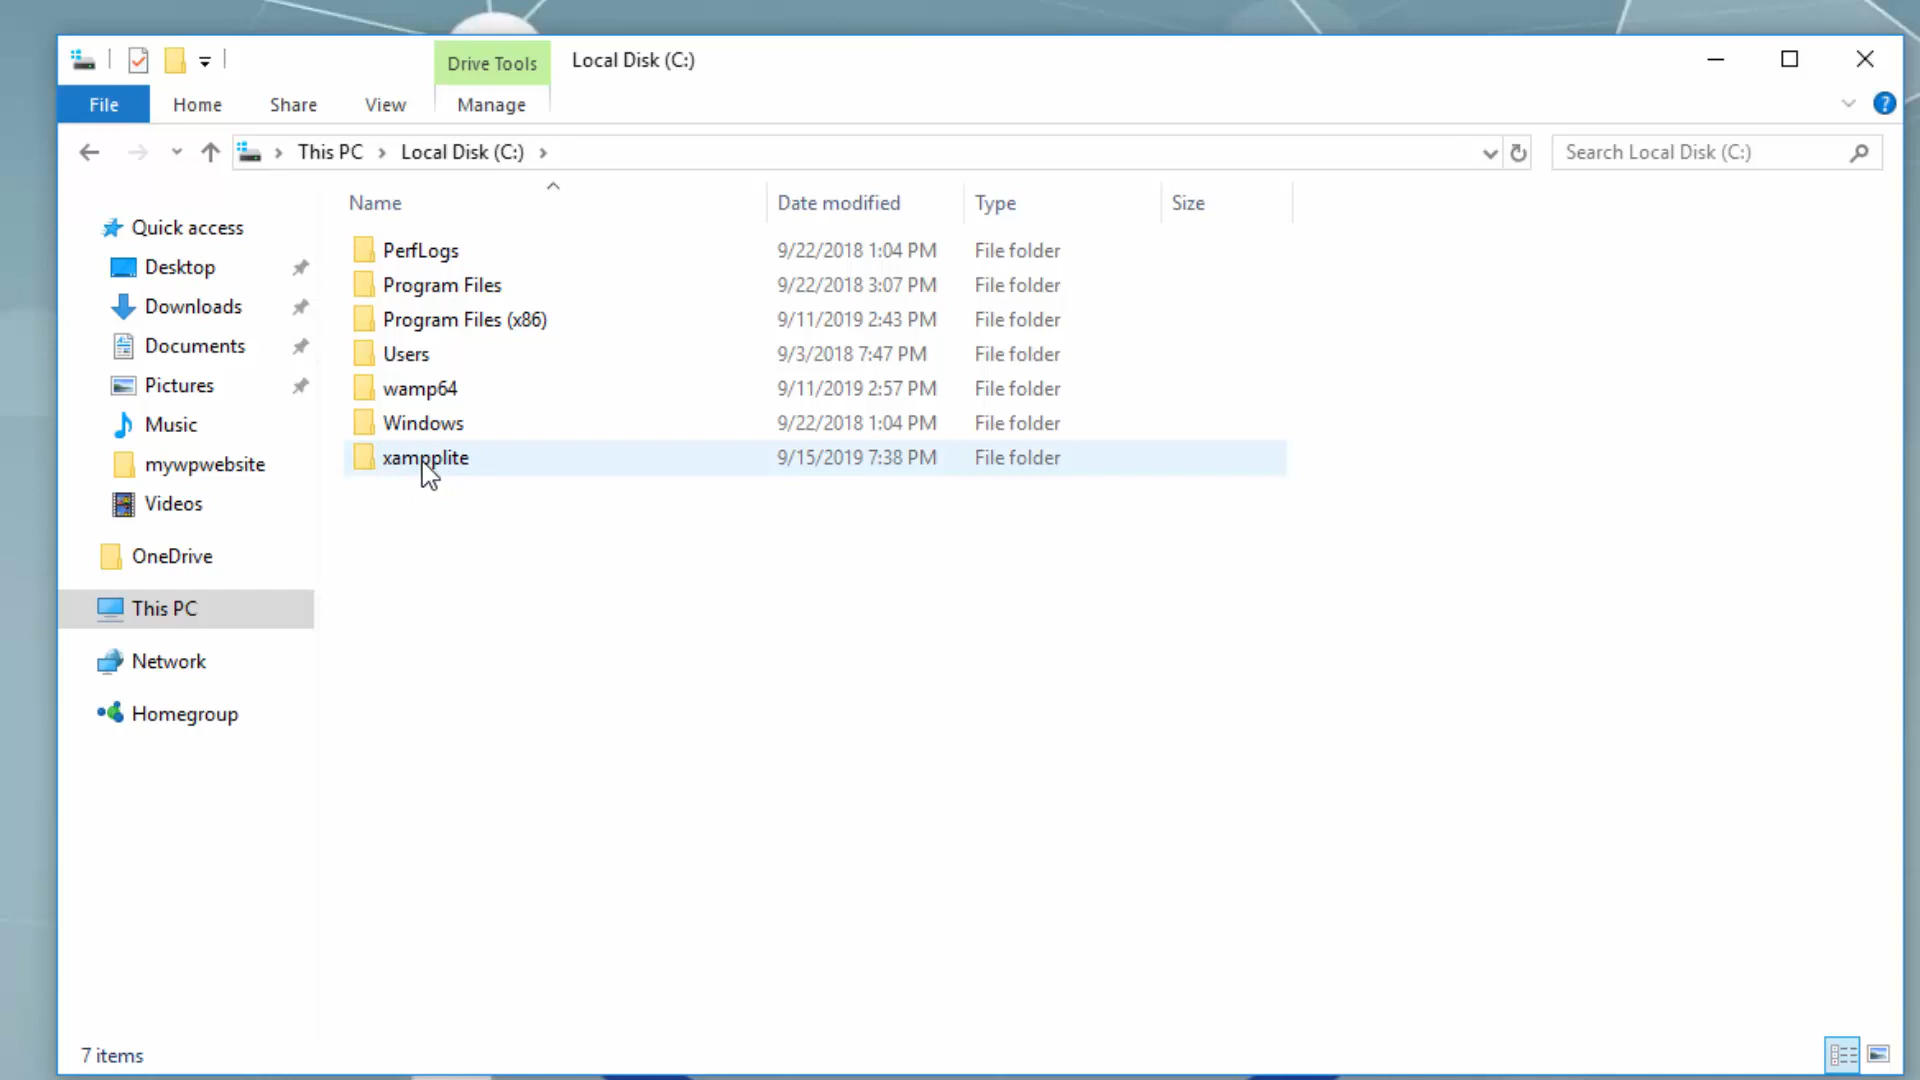 Drive Tools Local Disk (C:)
File Home Share View Manage
This PC Local Disk (C:) Search Local Disk (C:)
Name Date modified Type Size
Quick access
Desktop
Downloads
Documents
Pictures
Music
mywpwebsite
Videos
OneDrive
This PC
Network
Homegroup
PerfLogs 9/22/2018 1:04 PM File folder
Program Files 9/22/2018 3:07 PM File folder
Program Files (x86) 9/11/2019 2:43 PM File folder
Users 9/3/2018 7:47 PM File folder
wamp64 9/11/2019 2:57 PM File folder
Windows 9/22/2018 1:04 PM File folder
xampplite 9/15/2019 7:38 PM File folder
7 items